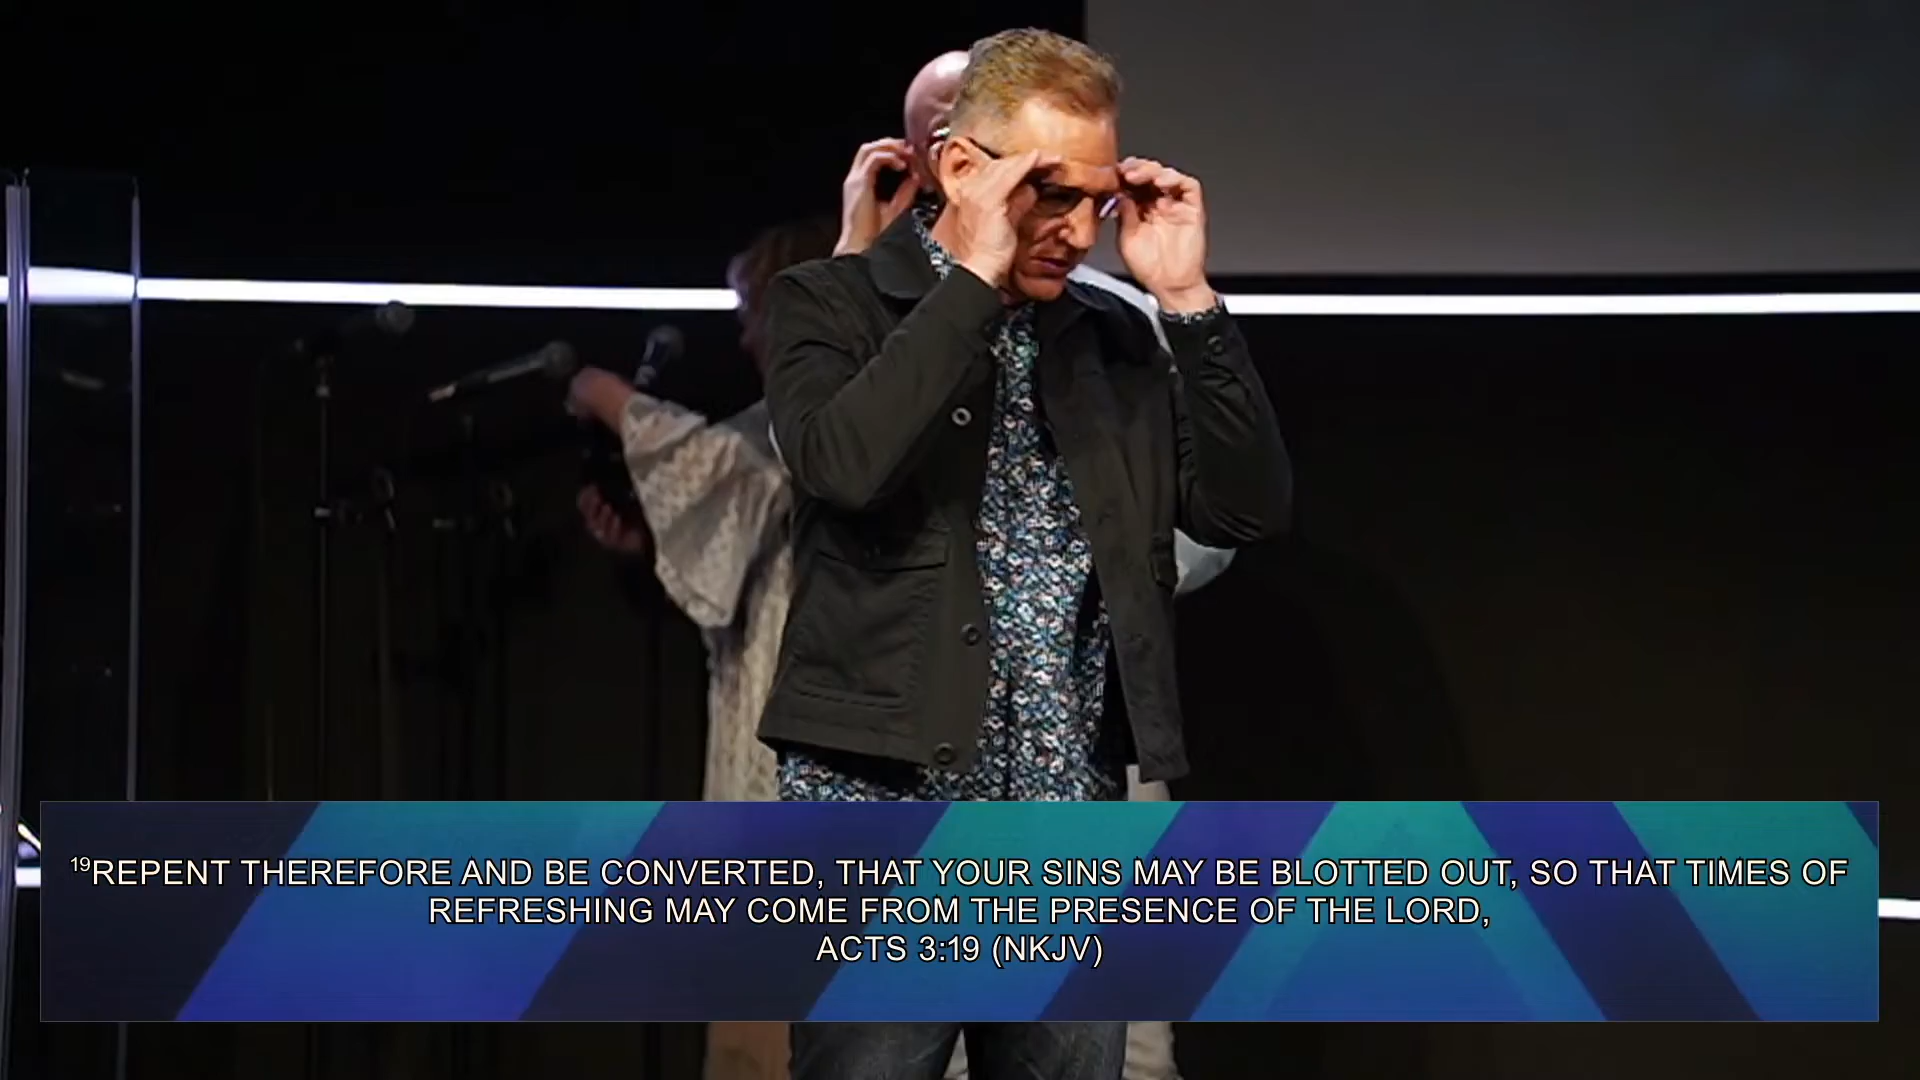 19REPENT THEREFORE AND BE CONVERTED, THAT YOUR SINS MAY BE BLOTTED OUT, SO THAT TIMES OF
REFRESHING MAY COME FROM THE PRESENCE OF THE LORD,
ACTS 3:19 (NKJV)